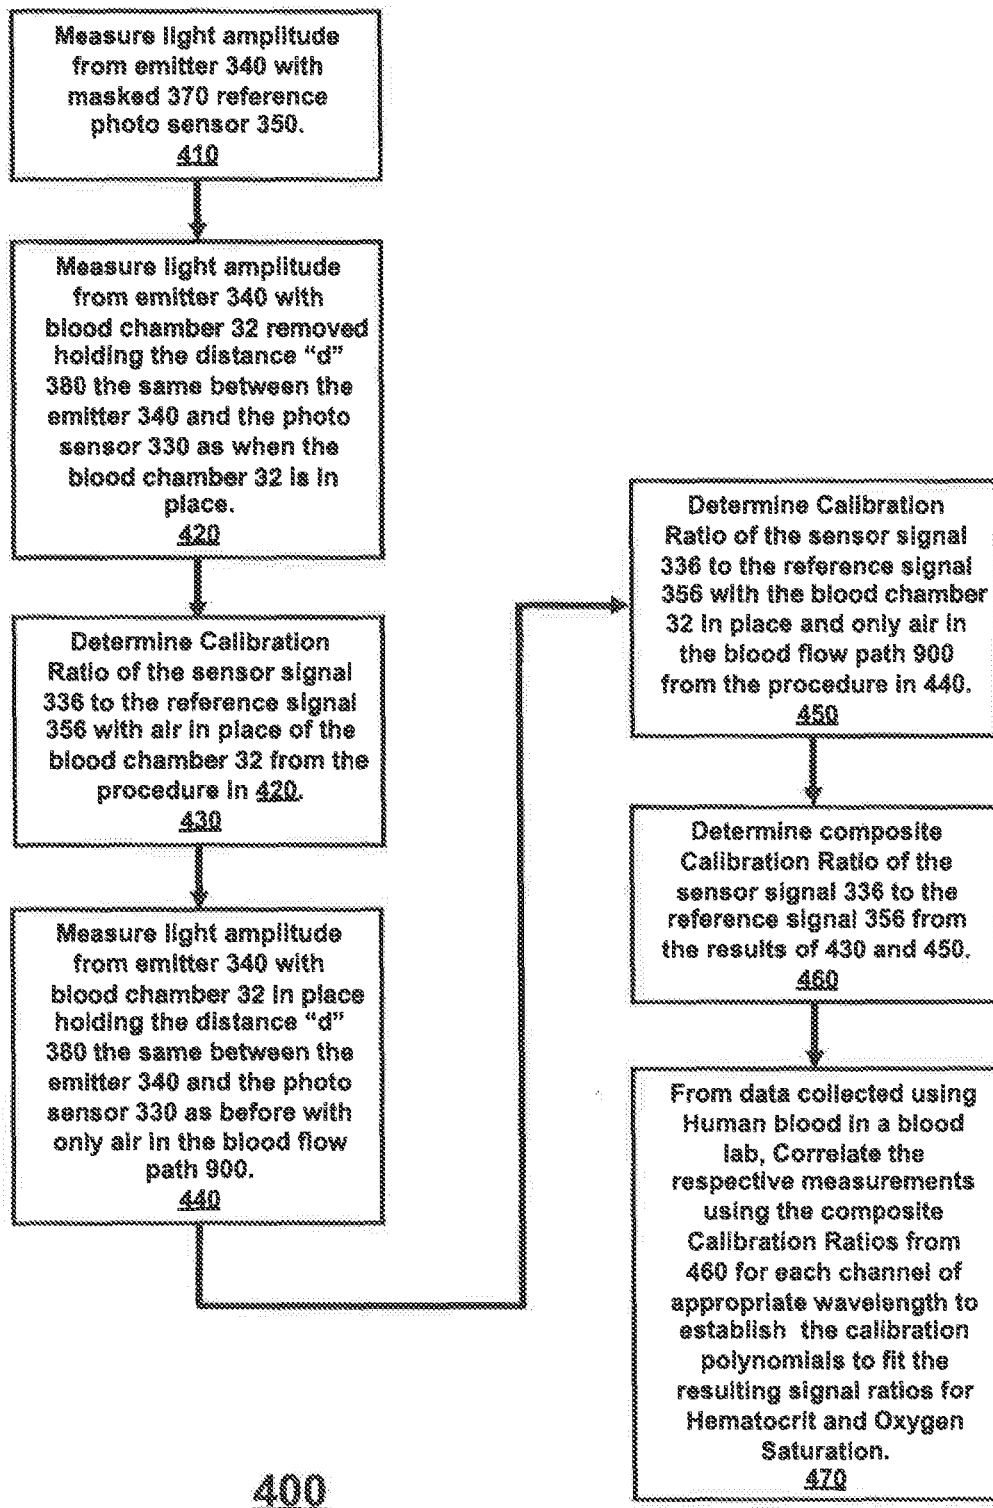 Measure light amplitude
from emitter 340 with
masked 370 reference
photo sensor 350.
410
Measure light amplitude
from emitter 340 with
blood chamber 32 removed
holding the distance “d”
380 the same between the
emitter 340 and the photo
sensor 330 as when the
blood chamber 32 is in
place.
420
Determine Calibration
Ratio of the sensor signal
336 to the reference signal
356 with air in place of the
blood chamber 32 from the
procedure in 420.
430
Measure light amplitude
from emitter 340 with
blood chamber 32 in place
holding the distance “d”
380 the same between the
emitter 340 and the photo
sensor 330 as before with
only air in the blood flow
path 900.
440
Determine Calibration
Ratio of the sensor signal
336 to the reference signal
356 with the blood chamber
32 in place and only air in
the blood flow path 900
from the procedure in 440.
450
Determine composite
Calibration Ratio of the
sensor signal 336 to the
reference signal 356 from
the results of 430 and 450.
460
From data collected using
Human blood in a blood
lab, Correlate the
respective measurements
using the composite
Calibration Ratios from
460 for each channel of
appropriate wavelength to
establish the calibration
polynomials to fit the
resulting signal ratios for
Hematocrit and Oxygen
Saturation.
470
400